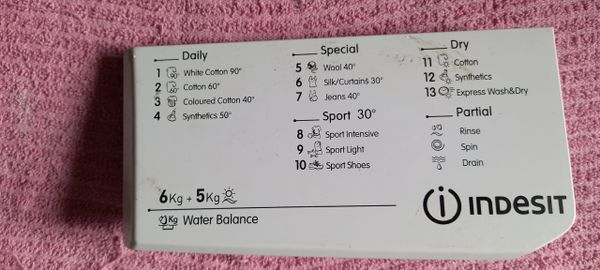 Daily
1 White Cotton 90°
2 Cotton 60°
3 Coloured Cotton 40°
4 Synthetics 50°
Special
5 Wool 40°
6 Silk/Curtains 30°
7 Jeans 40°
Sport 30°
8 Sport Intensive
9 Sport Light
10 Sport Shoes
Dry
11 Cotton
12 Synthetics
13 Express Wash&Dry
Partial
Rinse
Spin
Drain
6Kg + 5Kg
Kg Water Balance
INDESIT